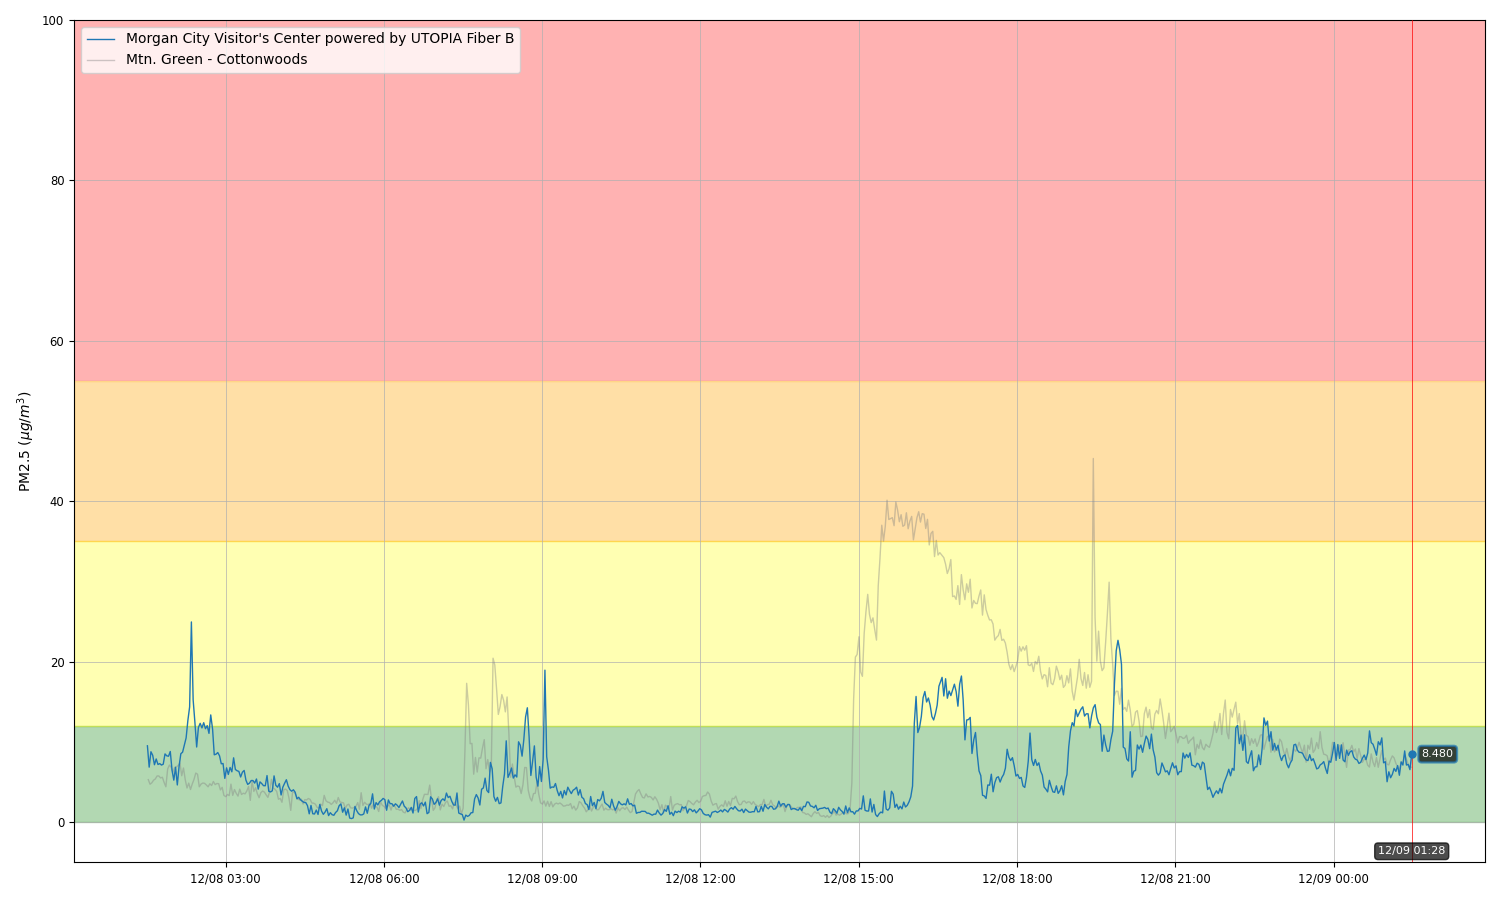 100
Morgan City Visitor's Center powered by UTOPIA Fiber B
Mtn. Green - Cottonwoods
80
60
PM2.5 (μg/m³)
40
20
8.480
0
12/09 01:28
12/08 03:00 12/08 06:00 12/08 09:00 12/08 12:00 12/08 15:00 12/08 18:00 12/08 21:00 12/09 00:00